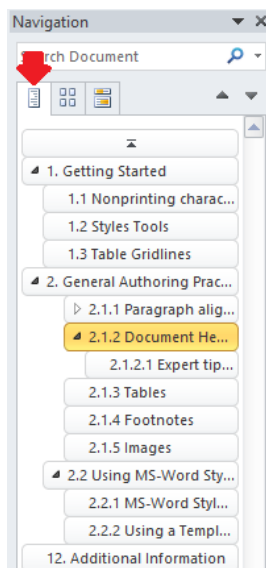 Navigation
Search Document
1. Getting Started
1.1 Nonprinting charac...
1.2 Styles Tools
1.3 Table Gridlines
2. General Authoring Prac...
2.1.1 Paragraph alig...
2.1.2 Document He...
2.1.2.1 Expert tip...
2.1.3 Tables
2.1.4 Footnotes
2.1.5 Images
2.2 Using MS-Word Sty...
2.2.1 MS-Word Styl...
2.2.2 Using a Templ...
12. Additional Information